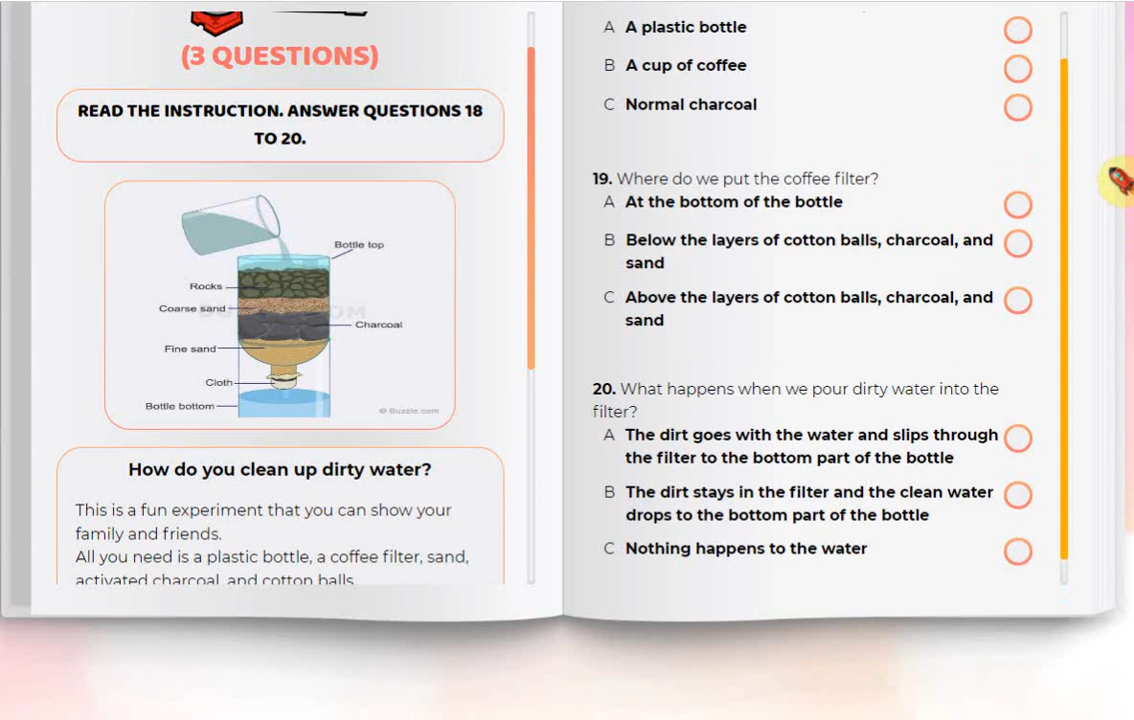 (3 QUESTIONS)
READ THE INSTRUCTION. ANSWER QUESTIONS 18
TO 20.
Bottle top
Rocks
Coarse sand
Charcoal
Fine sand
Cloth
Bottle bottom
© Buzzle.com
How do you clean up dirty water?
This is a fun experiment that you can show your
family and friends.
All you need is a plastic bottle, a coffee filter, sand,
activated charcoal, and cotton balls.
A A plastic bottle
B A cup of coffee
C Normal charcoal
19. Where do we put the coffee filter?
A At the bottom of the bottle
B Below the layers of cotton balls, charcoal, and
sand
C Above the layers of cotton balls, charcoal, and
sand
20. What happens when we pour dirty water into the
filter?
A The dirt goes with the water and slips through
the filter to the bottom part of the bottle
B The dirt stays in the filter and the clean water
drops to the bottom part of the bottle
C Nothing happens to the water